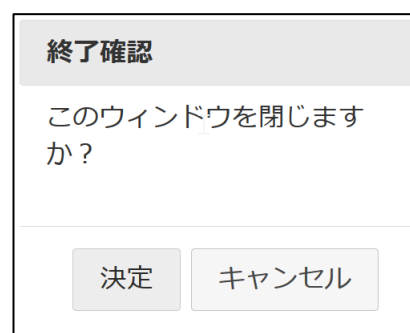 終了確認
このウィンドウを閉じます
か？
決定 キャンセル